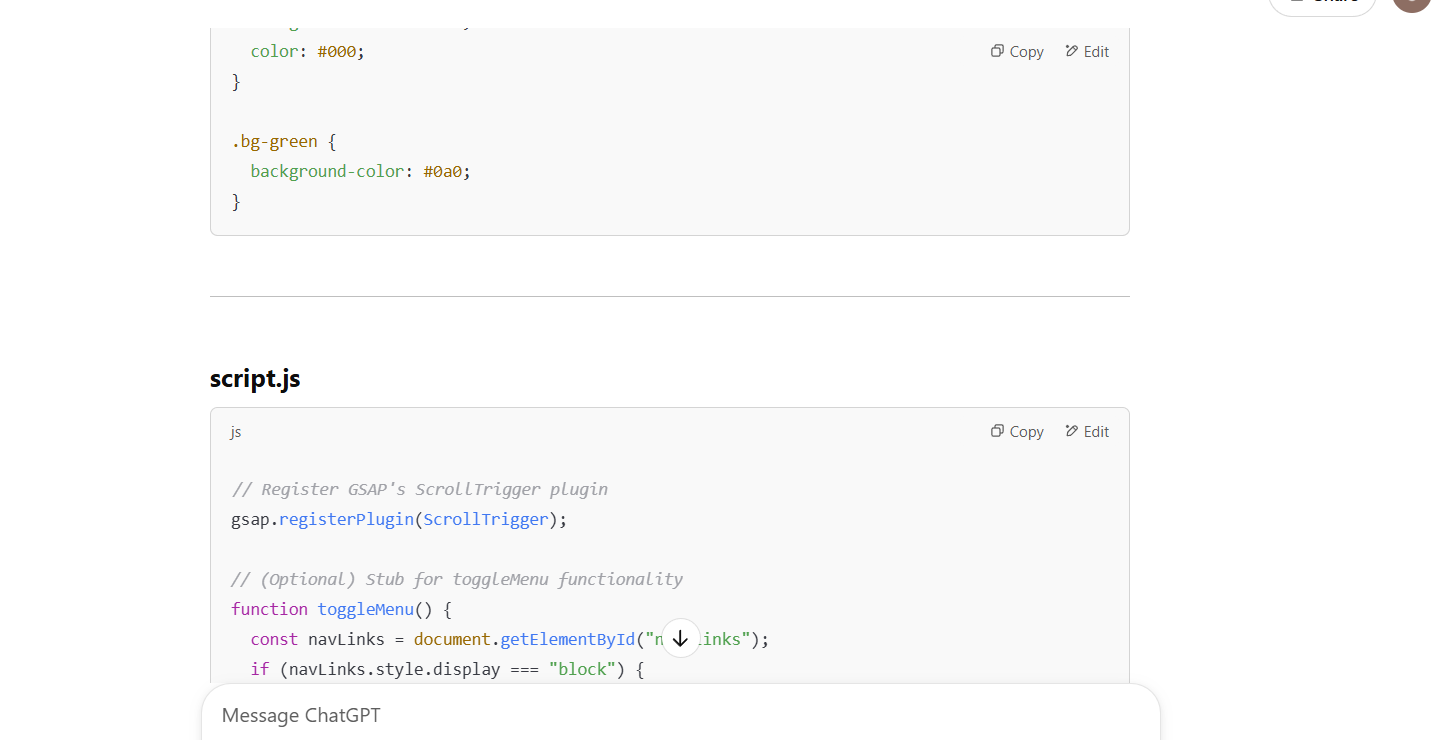 Share
color: #000;
Copy Edit
}
.bg-green {
background-color: #0a0;
}
script.js
js Copy Edit
// Register GSAP's ScrollTrigger plugin
gsap.registerPlugin(ScrollTrigger);
// (Optional) Stub for toggleMenu functionality
function toggleMenu() {
const navLinks = document.getElementById("n inks");
if (navLinks.style.display === "block") {
Message ChatGPT